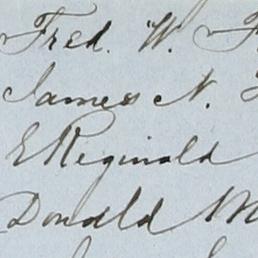 Fred. W. F
James N.
E Reginald
Donald M